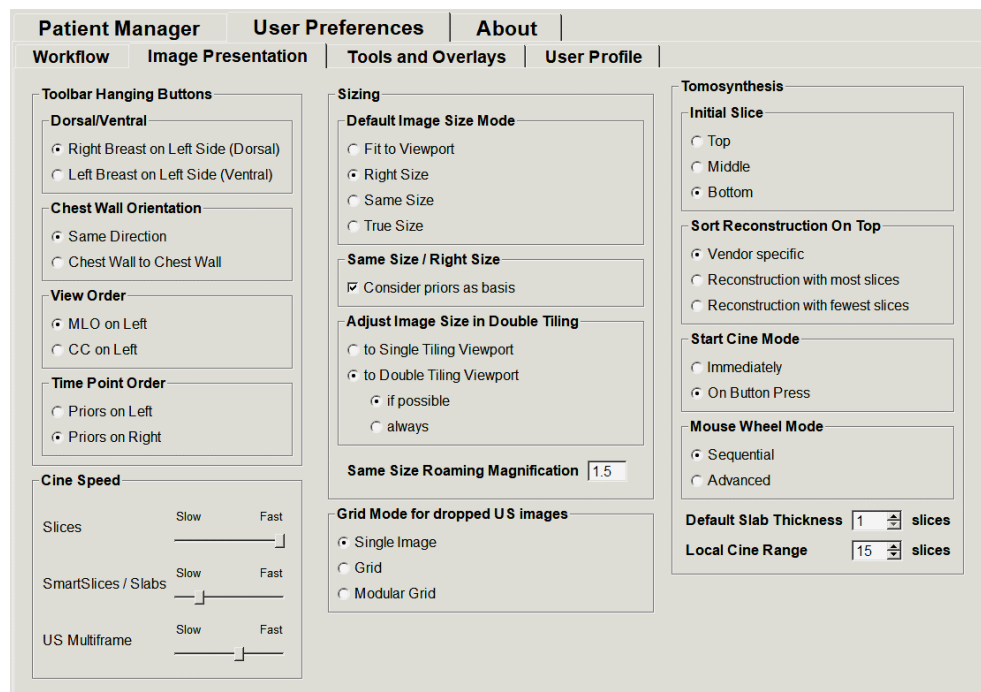 Patient Manager User Preferences About
Workflow Image Presentation Tools and Overlays User Profile
Toolbar Hanging Buttons
Dorsal/Ventral
Right Breast on Left Side (Dorsal)
Left Breast on Left Side (Ventral)
Chest Wall Orientation
Same Direction
Chest Wall to Chest Wall
View Order
MLO on Left
CC on Left
Time Point Order
Priors on Left
Priors on Right
Cine Speed
Slices Slow Fast
SmartSlices / Slabs Slow Fast
US Multiframe Slow Fast
Sizing
Default Image Size Mode
Fit to Viewport
Right Size
Same Size
True Size
Same Size / Right Size
Consider priors as basis
Adjust Image Size in Double Tiling
to Single Tiling Viewport
to Double Tiling Viewport
if possible
always
Same Size Roaming Magnification 1.5
Grid Mode for dropped US images
Single Image
Grid
Modular Grid
Tomosynthesis
Initial Slice
Top
Middle
Bottom
Sort Reconstruction On Top
Vendor specific
Reconstruction with most slices
Reconstruction with fewest slices
Start Cine Mode
Immediately
On Button Press
Mouse Wheel Mode
Sequential
Advanced
Default Slab Thickness 1 slices
Local Cine Range 15 slices